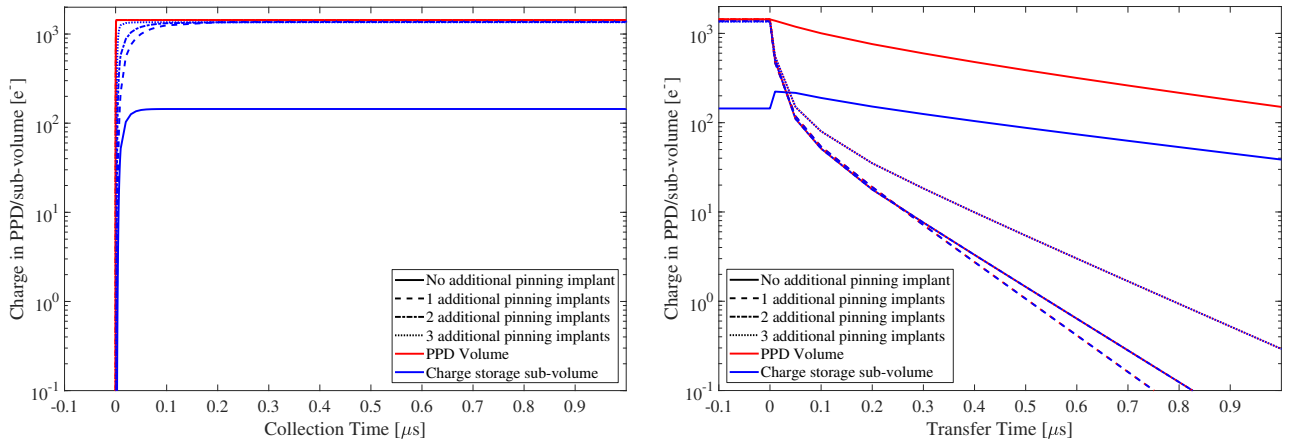 Charge in PPD/sub-volume [e⁻]
10³
10²
10¹
10⁰
10⁻¹
-0.1 0 0.1 0.2 0.3 0.4 0.5 0.6 0.7 0.8 0.9
Collection Time [μs]
No additional pinning implant
1 additional pinning implants
2 additional pinning implants
3 additional pinning implants
PPD Volume
Charge storage sub-volume
Charge in PPD/sub-volume [e⁻]
10³
10²
10¹
10⁰
10⁻¹
-0.1 0 0.1 0.2 0.3 0.4 0.5 0.6 0.7 0.8 0.9
Transfer Time [μs]
No additional pinning implant
1 additional pinning implants
2 additional pinning implants
3 additional pinning implants
PPD Volume
Charge storage sub-volume